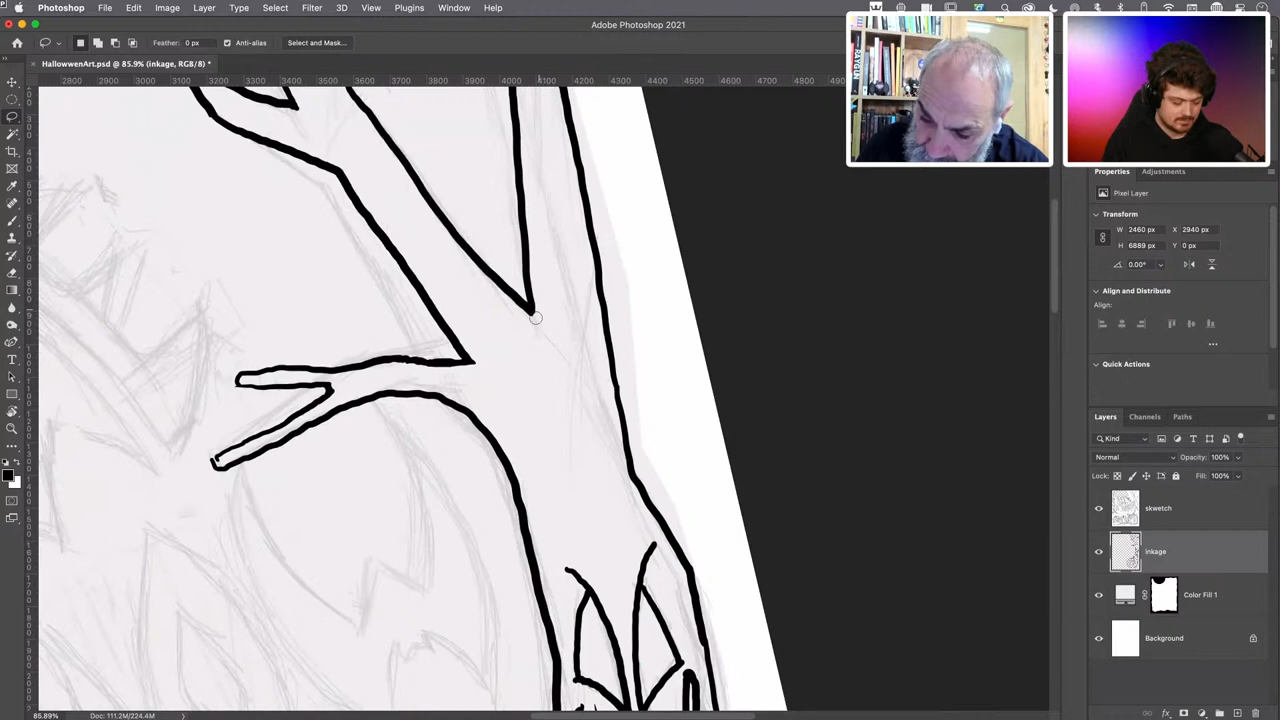 Photoshop File Edit Image Layer Type Select Filter 3D View Plugins Window Help
Adobe Photoshop 2021
Feather: 0 px Anti-alias Select and Mask...
HallowwenArt.psd @ 85.9% (inkage, RGB/8) *
2800 2900 3000 3100 3200 3300 3400 3500 3600 3700 3800 3900 4000 4100 4200 4300 4400 4500 4600 4700 4800
RAYGUN
Properties Adjustments
Pixel Layer
Transform
W 2460 px X 2940 px
H 6889 px Y 0 px
0.00°
Align and Distribute
Align:
Quick Actions
Layers Channels Paths
Kind
Normal Opacity: 100%
Lock: Fill: 100%
skwetch
inkage
Color Fill 1
Background
85.89% Doc: 111.2M/224.4M